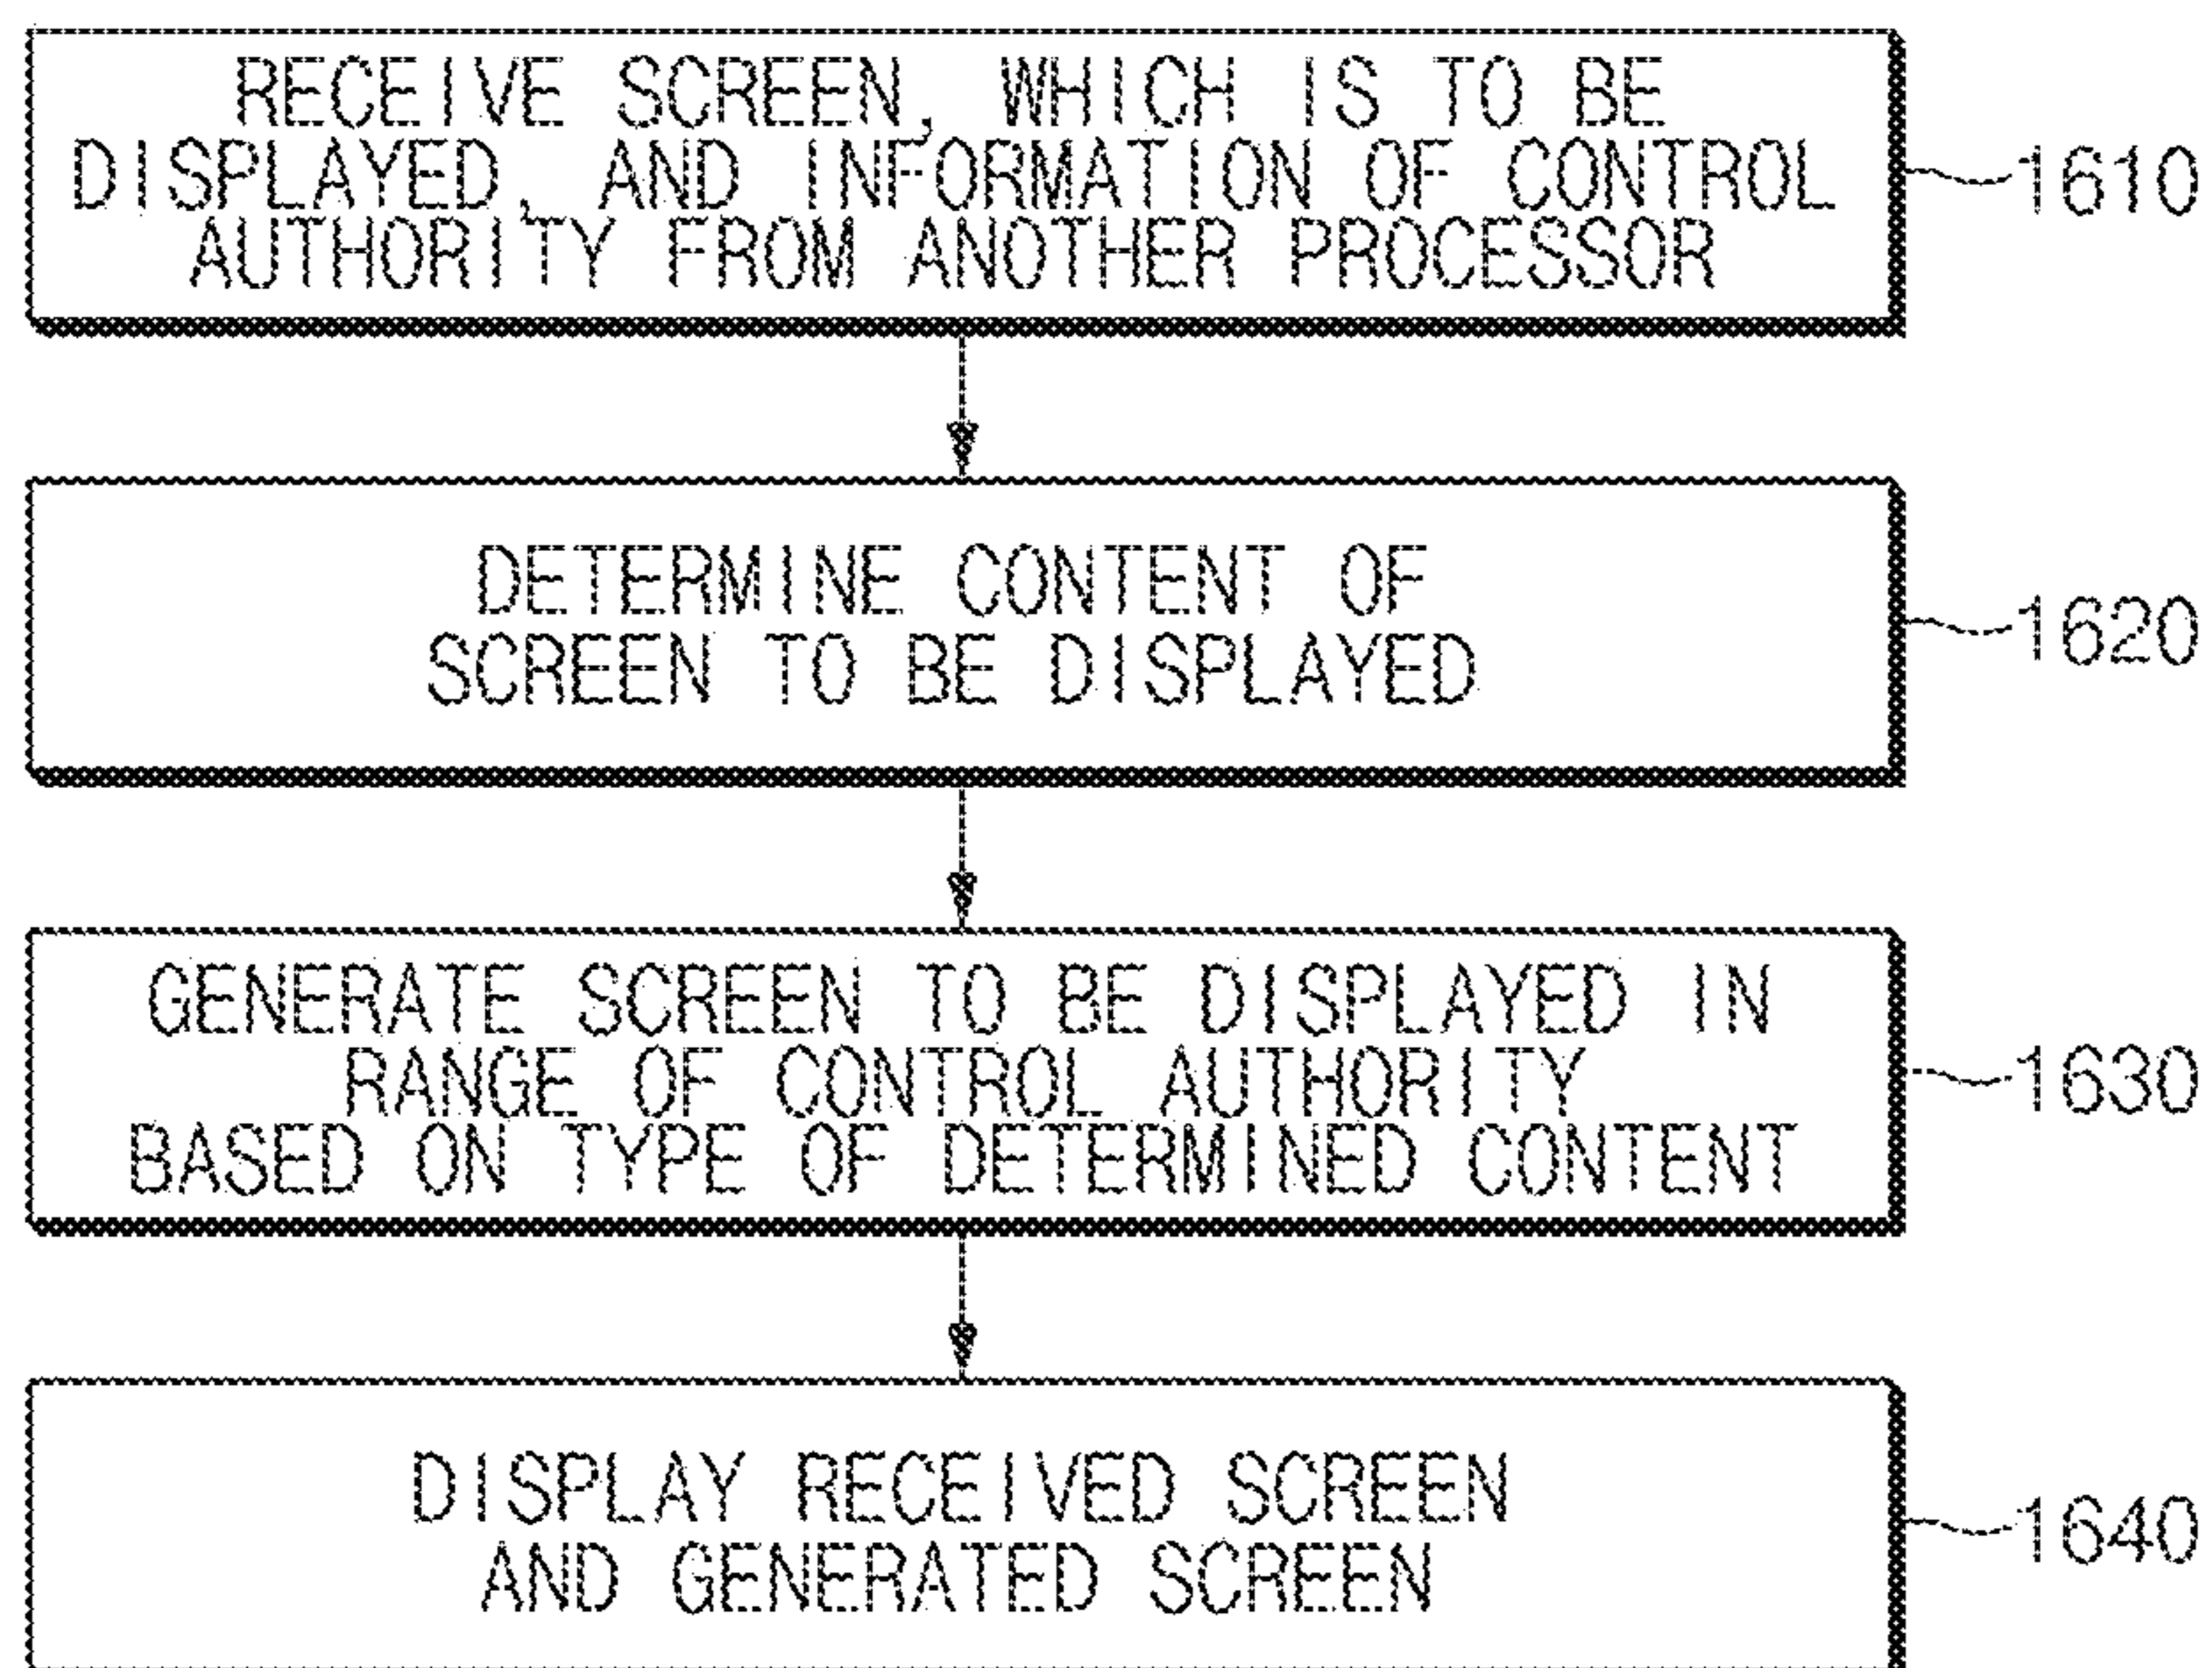 RECEIVE SCREEN, WHICH IS TO BE
DISPLAYED, AND INFORMATION OF CONTROL
AUTHORITY FROM ANOTHER PROCESSOR
1610
DETERMINE CONTENT OF
SCREEN TO BE DISPLAYED
1620
GENERATE SCREEN TO BE DISPLAYED IN
RANGE OF CONTROL AUTHORITY
BASED ON TYPE OF DETERMINED CONTENT
1630
DISPLAY RECEIVED SCREEN
AND GENERATED SCREEN
1640